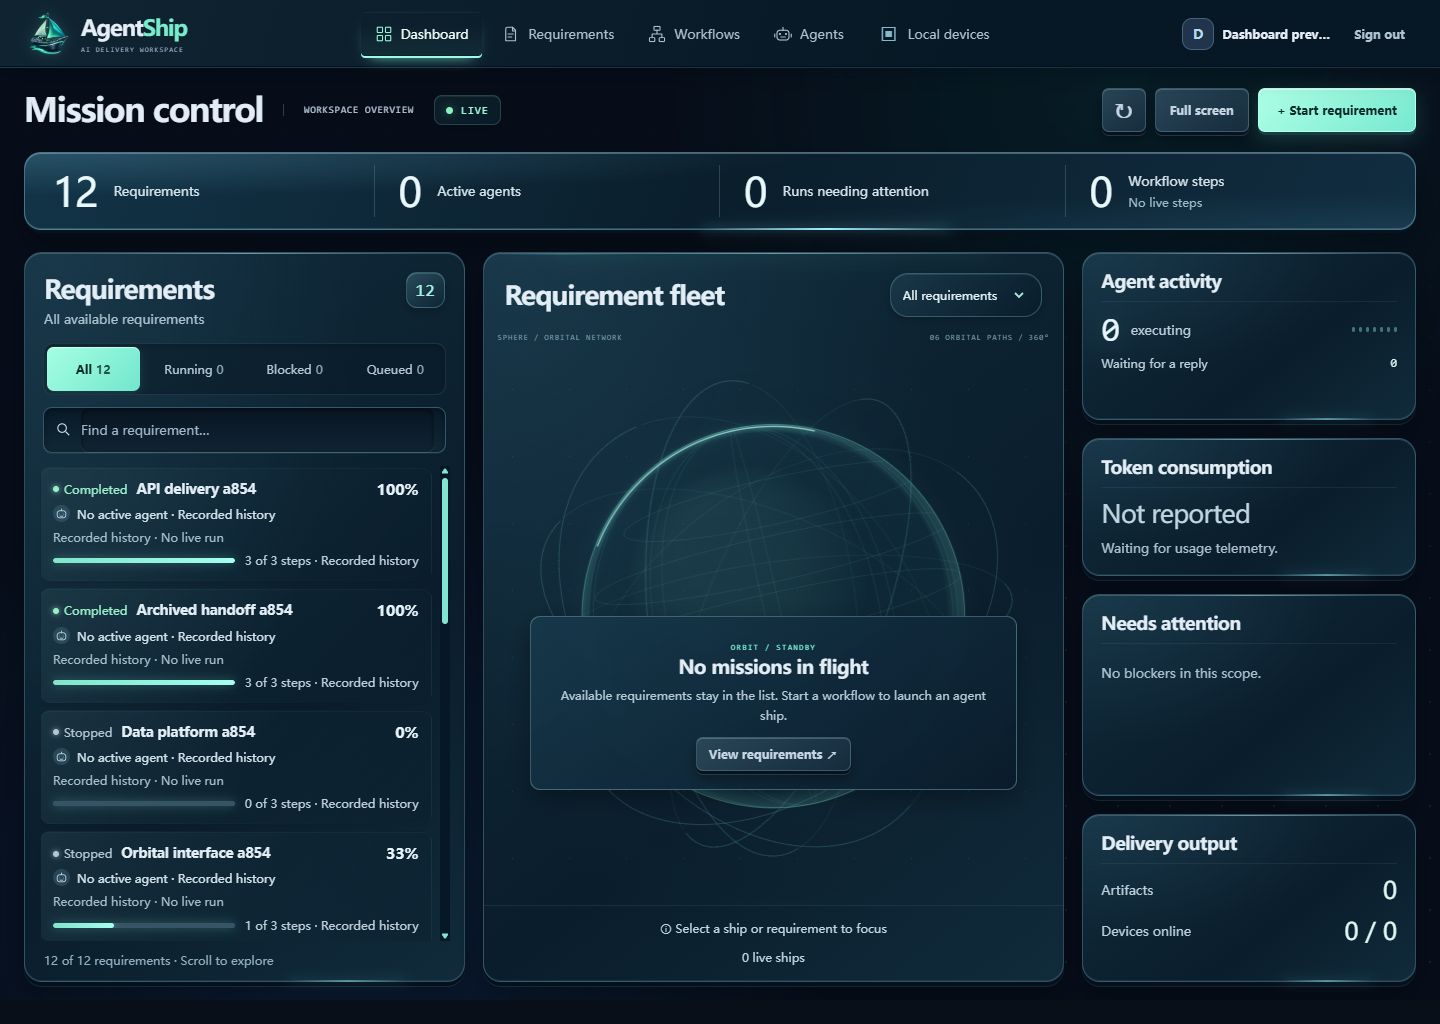 AgentShip
AI DELIVERY WORKSPACE
Dashboard
Requirements
Workflows
Agents
Local devices
D
Dashboard prev...
Sign out
Mission control
WORKSPACE OVERVIEW
LIVE
↻
Full screen
+ Start requirement
12
Requirements
0
Active agents
0
Runs needing attention
0
Workflow steps
No live steps
Requirements
12
All available requirements
All 12
Running 0
Blocked 0
Queued 0
Find a requirement...
Completed API delivery a854 100%
No active agent · Recorded history
Recorded history · No live run
3 of 3 steps · Recorded history
Completed Archived handoff a854 100%
No active agent · Recorded history
Recorded history · No live run
3 of 3 steps · Recorded history
Stopped Data platform a854 0%
No active agent · Recorded history
Recorded history · No live run
0 of 3 steps · Recorded history
Stopped Orbital interface a854 33%
No active agent · Recorded history
Recorded history · No live run
1 of 3 steps · Recorded history
12 of 12 requirements · Scroll to explore
Requirement fleet
All requirements
SPHERE / ORBITAL NETWORK
06 ORBITAL PATHS / 360°
ORBIT / STANDBY
No missions in flight
Available requirements stay in the list. Start a workflow to launch an agent
ship.
View requirements ↗
Select a ship or requirement to focus
0 live ships
Agent activity
0 executing
Waiting for a reply 0
Token consumption
Not reported
Waiting for usage telemetry.
Needs attention
No blockers in this scope.
Delivery output
Artifacts 0
Devices online 0 / 0